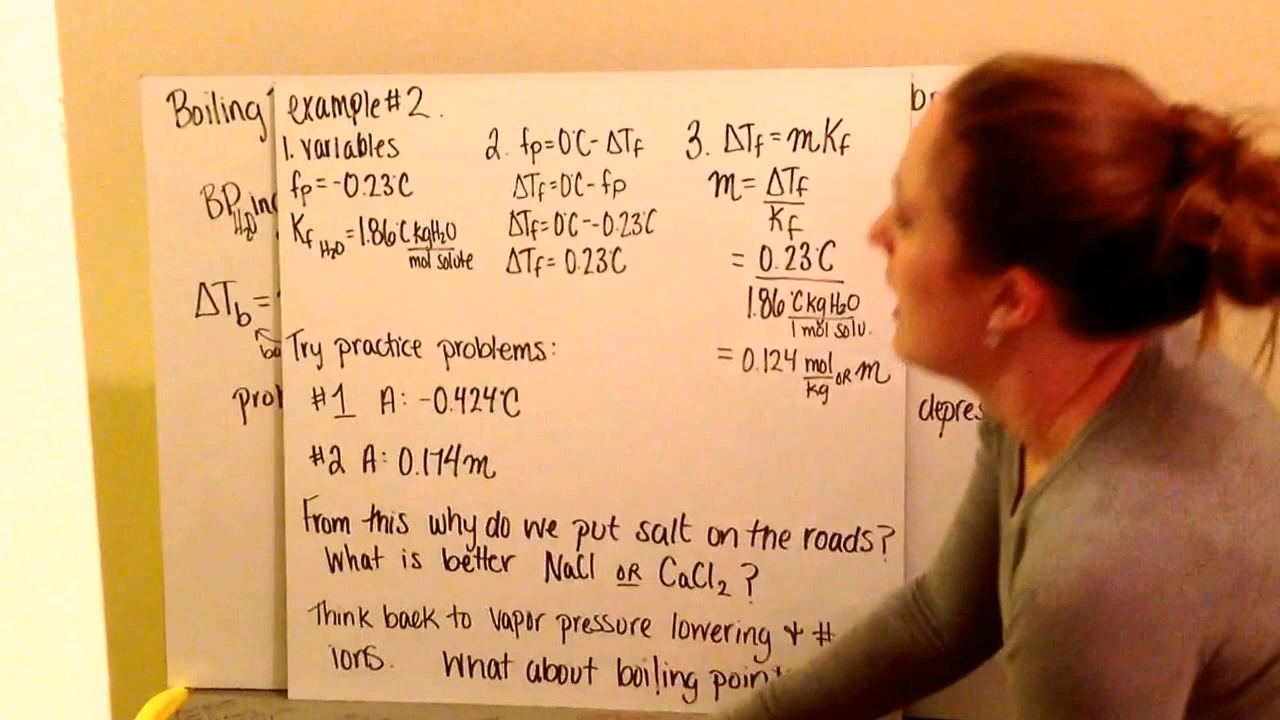 Boiling
BP H₂O
ΔTb =
example #2.
1. variables
fp = -0.23°C
Kf H₂O = 1.86°C kgH₂O / mol solute
2. fp = 0°C - ΔTf
ΔTf = 0°C - fp
ΔTf = 0°C - -0.23°C
ΔTf = 0.23°C
3. ΔTf = mKf
m = ΔTf / Kf
= 0.23°C / 1.86 °C kg H₂O / 1 mol solu.
= 0.124 mol/kg OR m
Try practice problems:
#1 A: -0.424°C
#2 A: 0.174m
From this why do we put salt on the roads?
What is better NaCl OR CaCl₂?
Think back to vapor pressure lowering + #
ions. What about boiling point